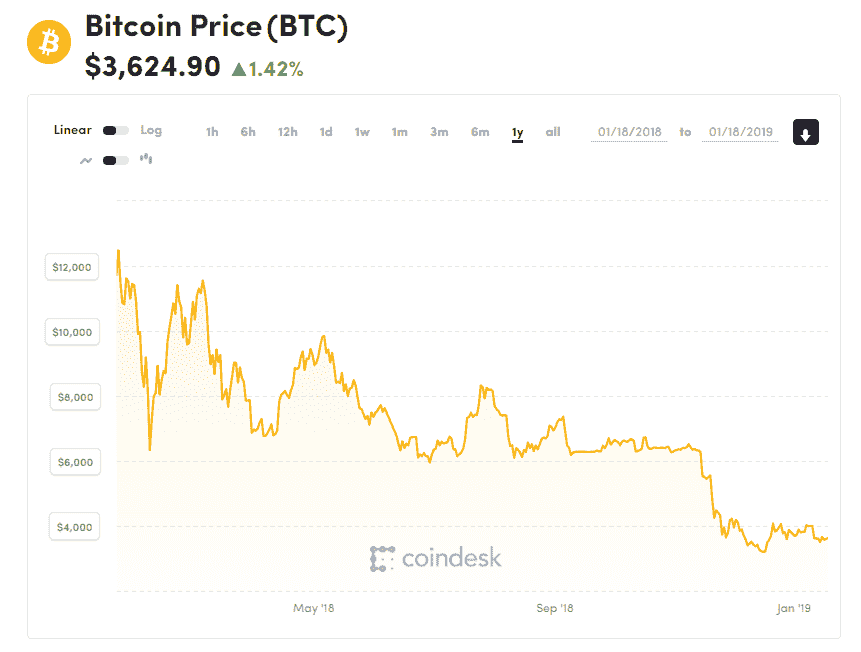 Bitcoin Price (BTC)
$3,624.90 ▲1.42%
Linear Log 1h 6h 12h 1d 1w 1m 3m 6m 1y all 01/18/2018 to 01/18/2019
$12,000
$10,000
$8,000
$6,000
$4,000
coindesk
May '18 Sep '18 Jan '19